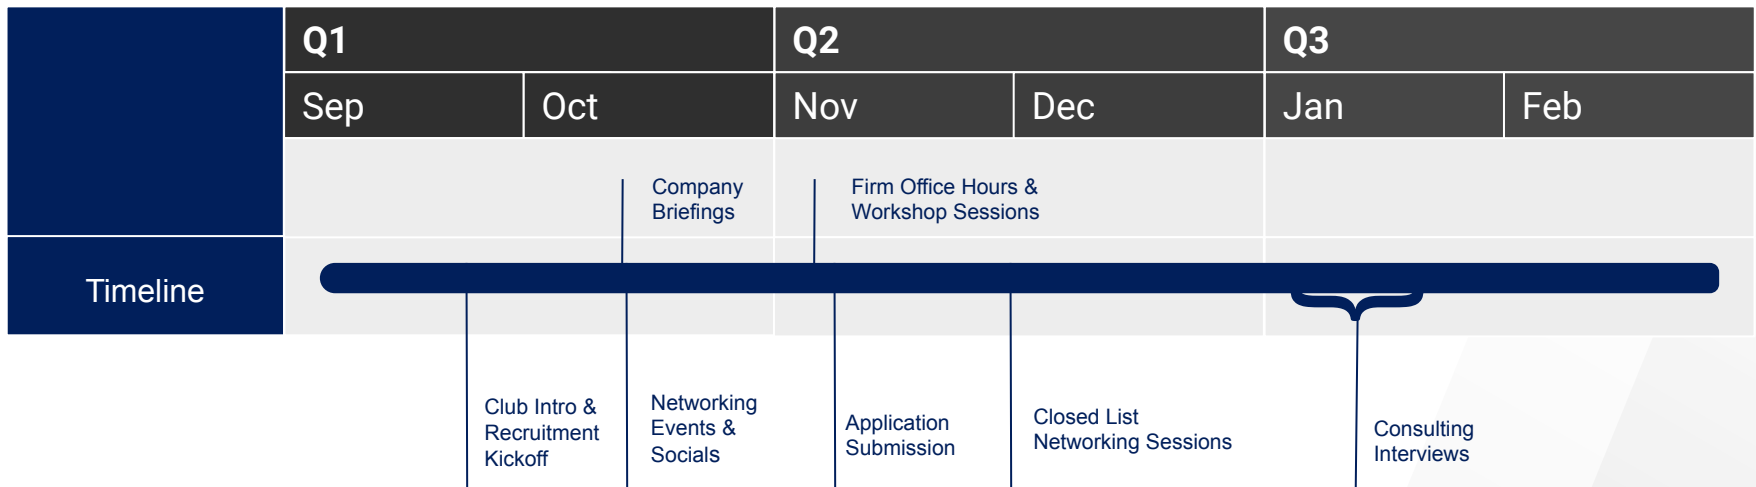 Q1
Q2
Q3
Sep
Oct
Nov
Dec
Jan
Feb
Company
Briefings
Firm Office Hours &
Workshop Sessions
Timeline
Club Intro &
Recruitment
Kickoff
Networking
Events &
Socials
Application
Submission
Closed List
Networking Sessions
Consulting
Interviews